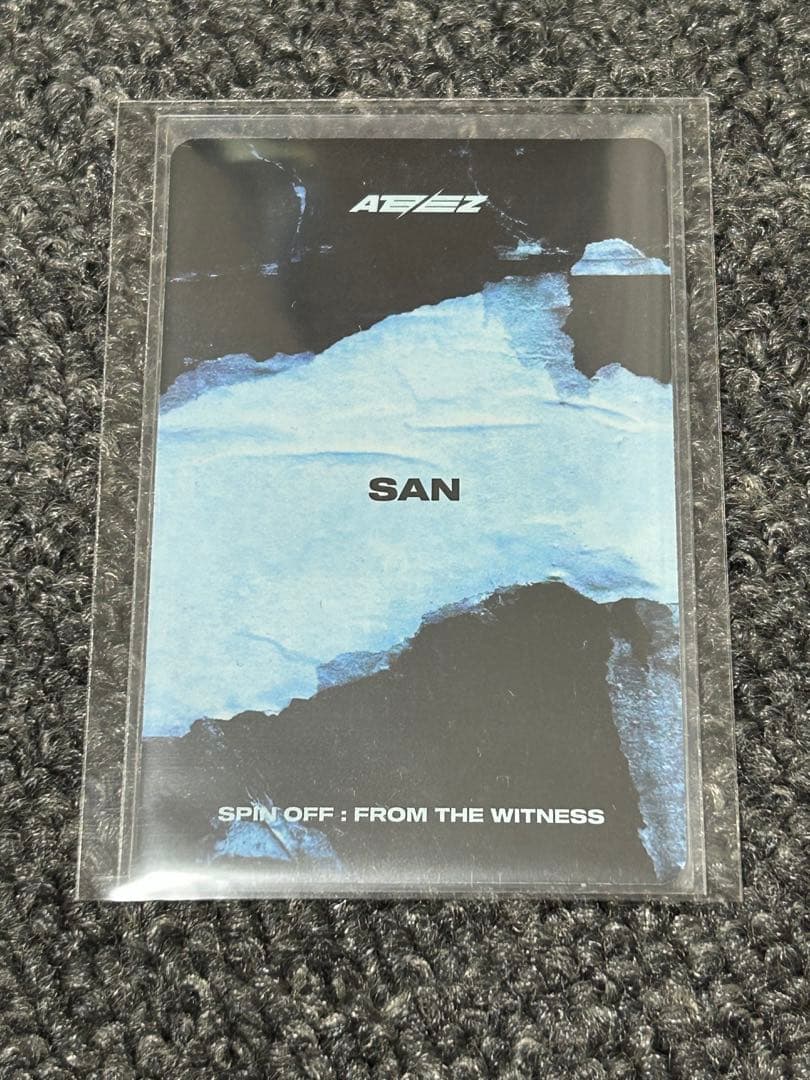 ATEEZ
SAN
SPIN OFF : FROM THE WITNESS